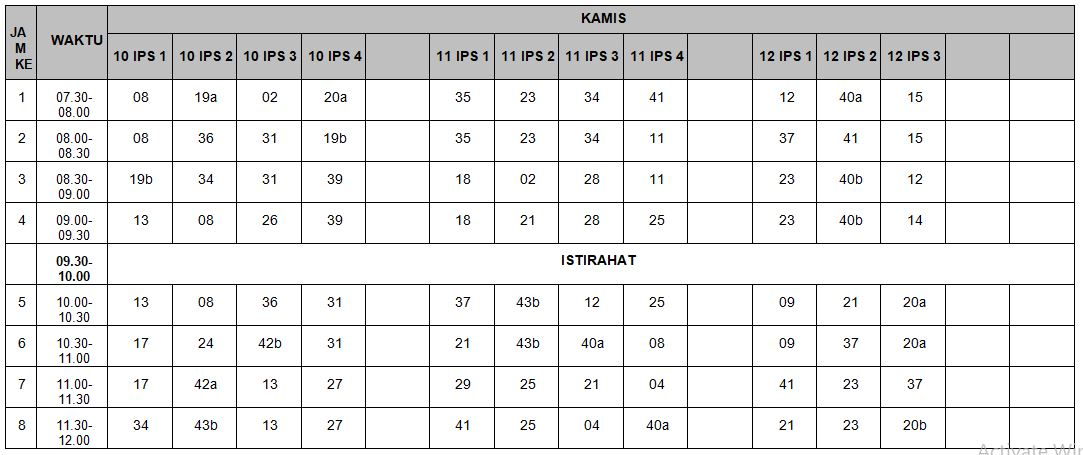 KAMIS
JA
M
KE
WAKTU
10 IPS 1 10 IPS 2 10 IPS 3 10 IPS 4 11 IPS 1 11 IPS 2 11 IPS 3 11 IPS 4 12 IPS 1 12 IPS 2 12 IPS 3
1 07.30-
08.00 08 19a 02 20a 35 23 34 41 12 40a 15
2 08.00-
08.30 08 36 31 19b 35 23 34 11 37 41 15
3 08.30-
09.00 19b 34 31 39 18 02 28 11 23 40b 12
4 09.00-
09.30 13 08 26 39 18 21 28 25 23 40b 14
09.30-
10.00 ISTIRAHAT
5 10.00-
10.30 13 08 36 31 37 43b 12 25 09 21 20a
6 10.30-
11.00 17 24 42b 31 21 43b 40a 08 09 37 20a
7 11.00-
11.30 17 42a 13 27 29 25 21 04 41 23 37
8 11.30-
12.00 34 43b 13 27 41 25 04 40a 21 23 20b